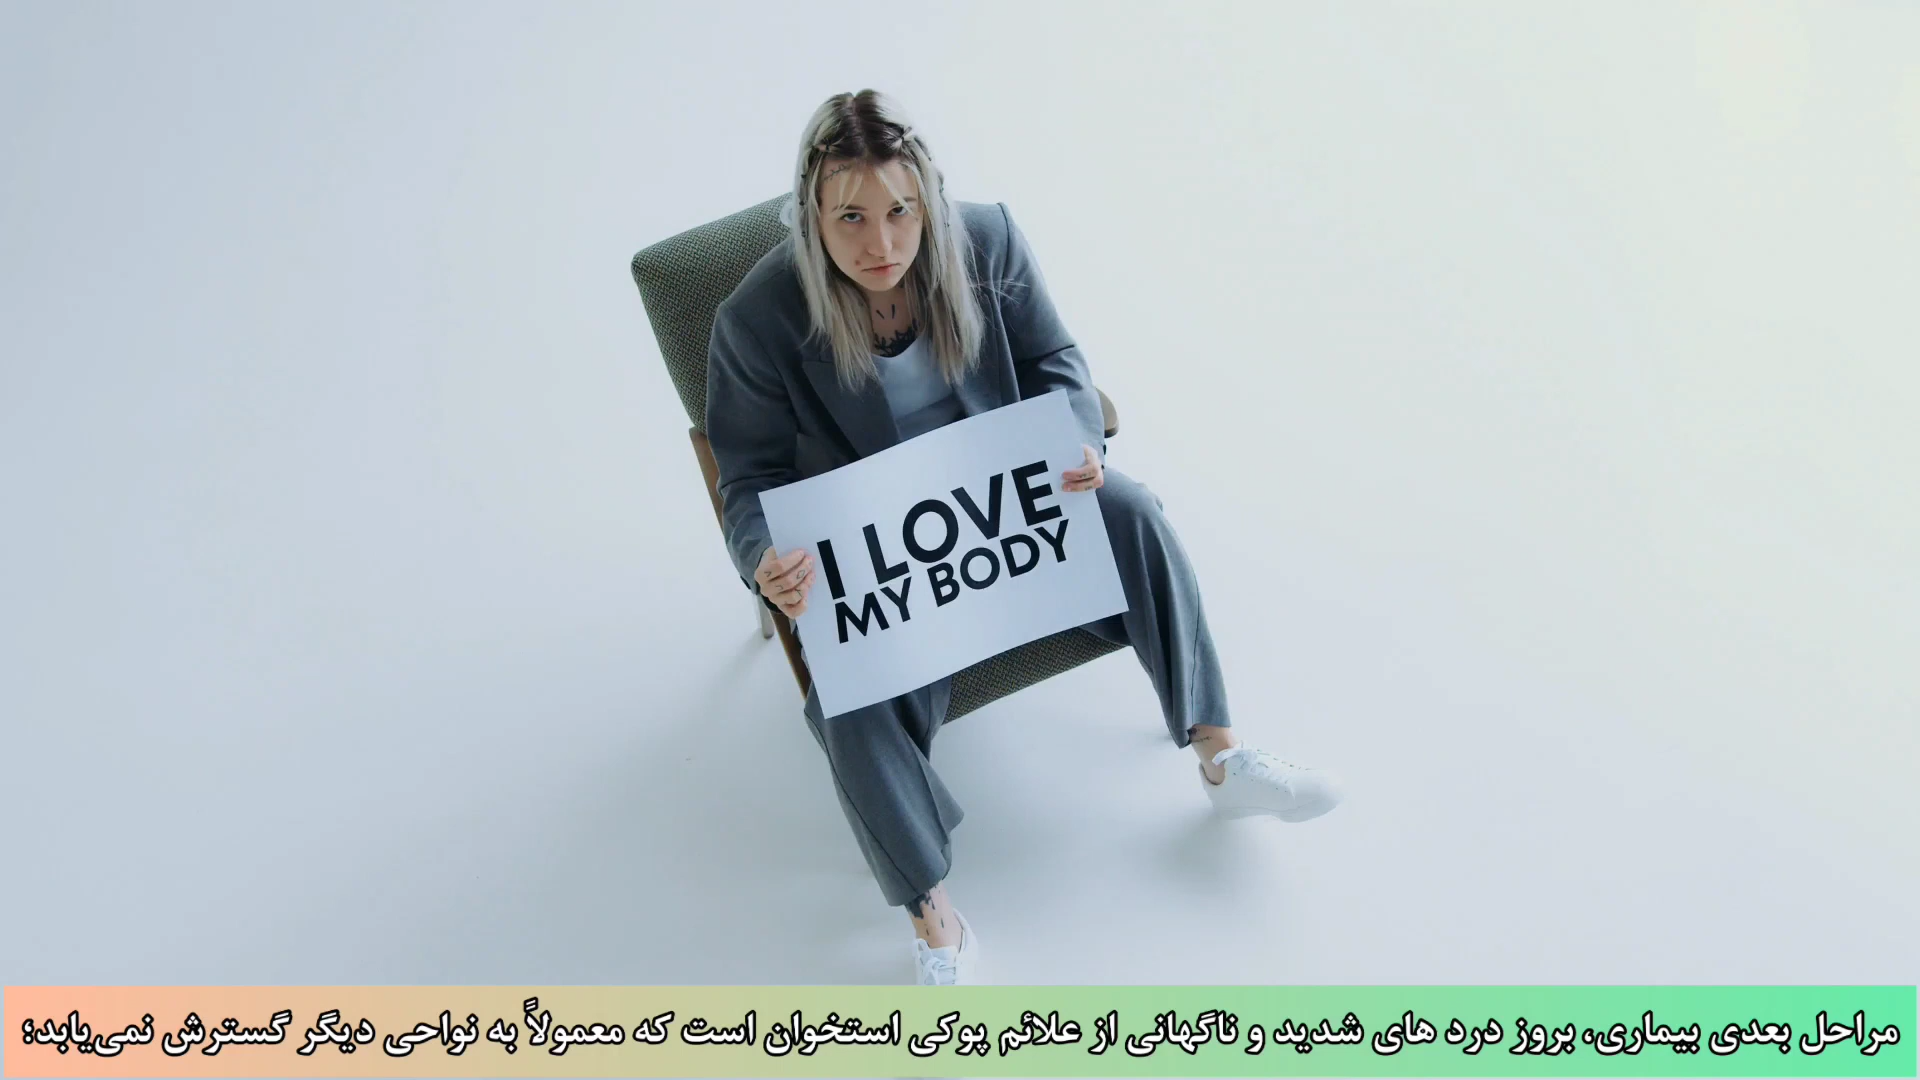 I LOVE
MY BODY
مراحل بعدی بیماری، بروز درد های شدید و ناگهانی از علائم پوکی استخوان است که معمولاً به نواحی دیگر گسترش نمی‌یابد؛